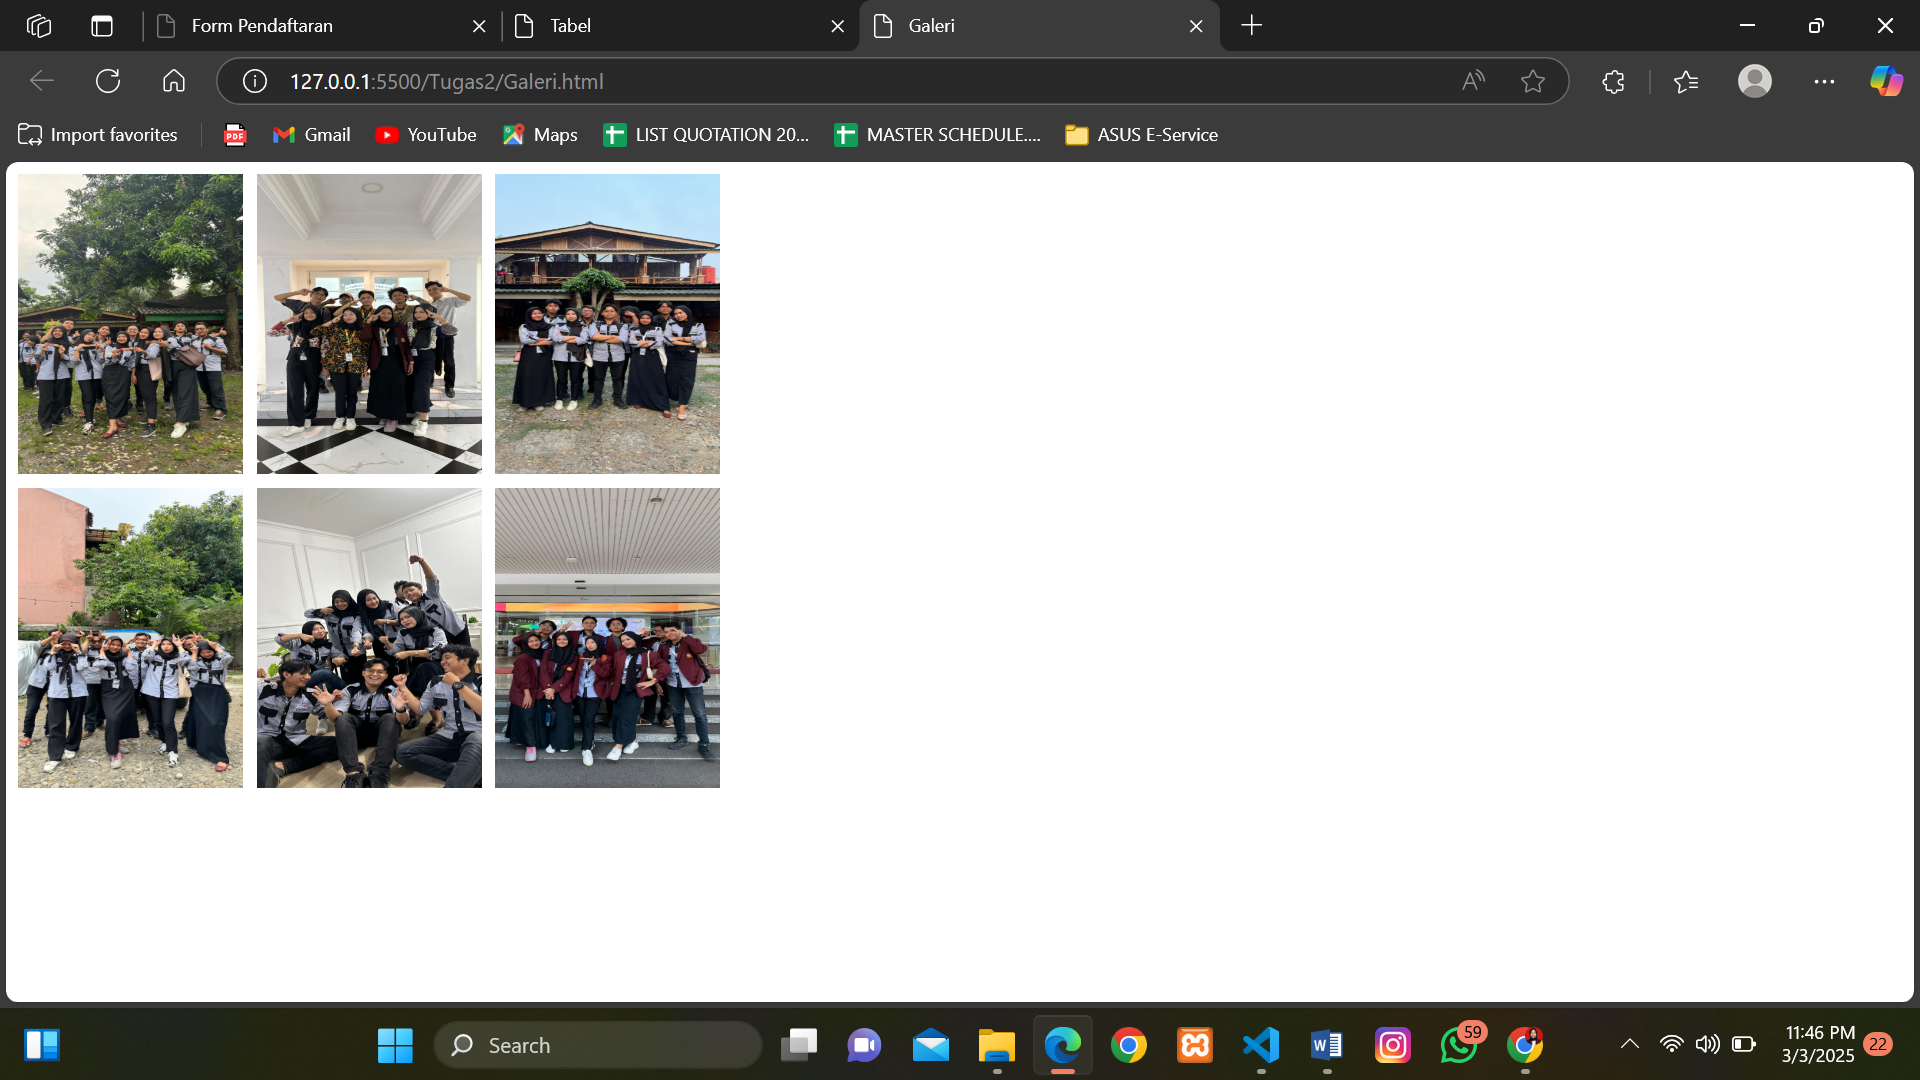 Form Pendaftaran
Tabel
Galeri
127.0.0.1:5500/Tugas2/Galeri.html
Import favorites
PDF
Gmail
YouTube
Maps
LIST QUOTATION 20...
MASTER SCHEDULE....
ASUS E-Service
Search
59
11:46 PM
3/3/2025
22